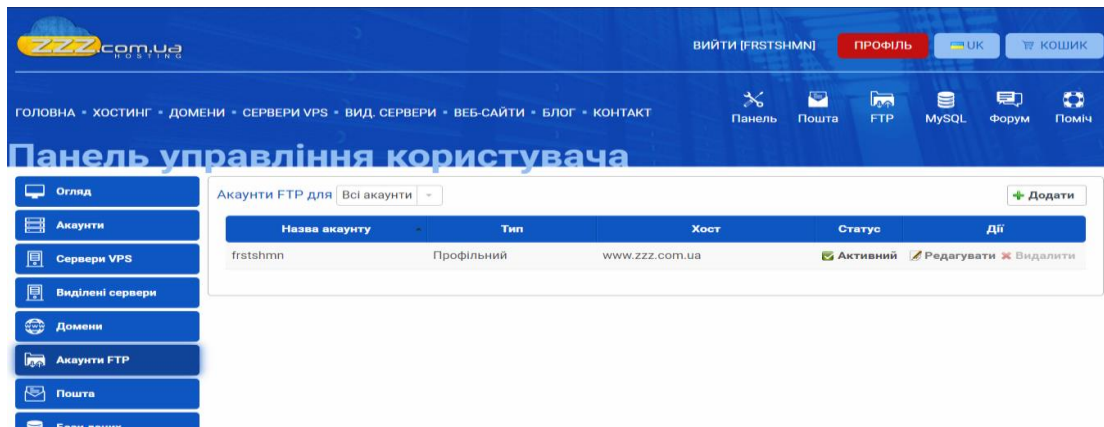 ZZZ.com.ua
HOSTING
ВИЙТИ [FRSTSHMN]
ПРОФІЛЬ
UK
КОШИК
ГОЛОВНА • ХОСТИНГ • ДОМЕНИ • СЕРВЕРИ VPS • ВИД. СЕРВЕРИ • ВЕБ-САЙТИ • БЛОГ • КОНТАКТ
Панель
Пошта
FTP
MySQL
Форум
Поміч
Панель управління користувача
Огляд
Акаунти
Сервери VPS
Виділені сервери
Домени
Акаунти FTP
Пошта
Бази даних
Акаунти FTP для Всі акаунти
Додати
Назва акаунту Тип Хост Статус Дії
frstshmn Профільний www.zzz.com.ua Активний Редагувати Видалити